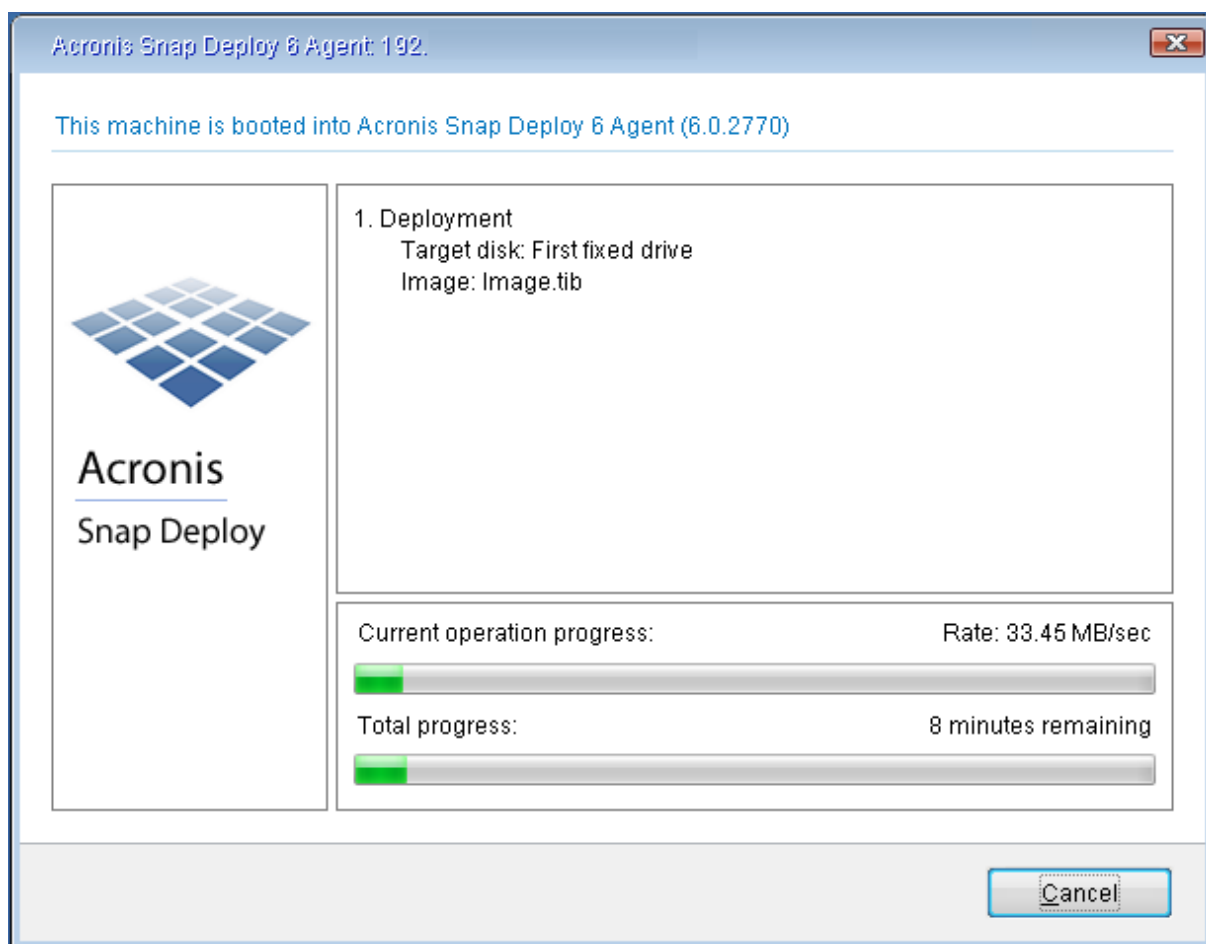 Acronis Snap Deploy 6 Agent: 192.
This machine is booted into Acronis Snap Deploy 6 Agent (6.0.2770)
Acronis
Snap Deploy
1. Deployment
Target disk: First fixed drive
Image: Image.tib
Current operation progress: Rate: 33.45 MB/sec
Total progress: 8 minutes remaining
Cancel